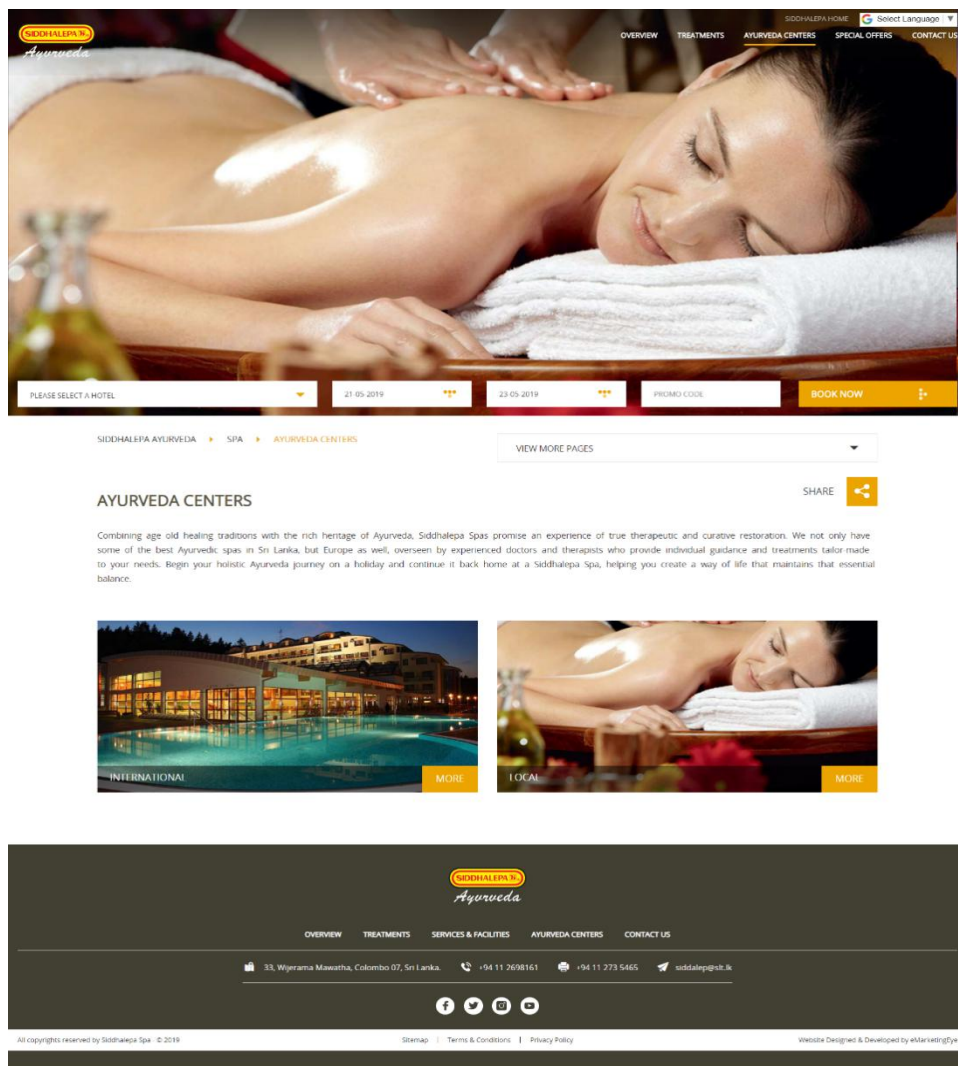 SIDDHALEPA HOME
Select Language ▼
SIDDHALEPA
Ayurveda
OVERVIEW TREATMENTS AYURVEDA CENTERS SPECIAL OFFERS CONTACT US
PLEASE SELECT A HOTEL 21-05-2019 23-05-2019 PROMO CODE BOOK NOW
SIDDHALEPA AYURVEDA SPA AYURVEDA CENTERS
VIEW MORE PAGES
SHARE
AYURVEDA CENTERS
Combining age old healing traditions with the rich heritage of Ayurveda, Siddhalepa Spas promise an experience of true therapeutic and curative restoration. We not only have
some of the best Ayurvedic spas in Sri Lanka, but Europe as well, overseen by experienced doctors and therapists who provide individual guidance and treatments tailor-made
to your needs. Begin your holistic Ayurveda journey on a holiday and continue it back home at a Siddhalepa Spa, helping you create a way of life that maintains that essential
balance.
INTERNATIONAL MORE
LOCAL MORE
SIDDHALEPA
Ayurveda
OVERVIEW TREATMENTS SERVICES & FACILITIES AYURVEDA CENTERS CONTACT US
33, Wijerama Mawatha, Colombo 07, Sri Lanka. +94 11 2698161 +94 11 273 5465 siddalep@slt.lk
All copyrights reserved by Siddhalepa Spa © 2019
Sitemap | Terms & Conditions | Privacy Policy
Website Designed & Developed by eMarketingEye